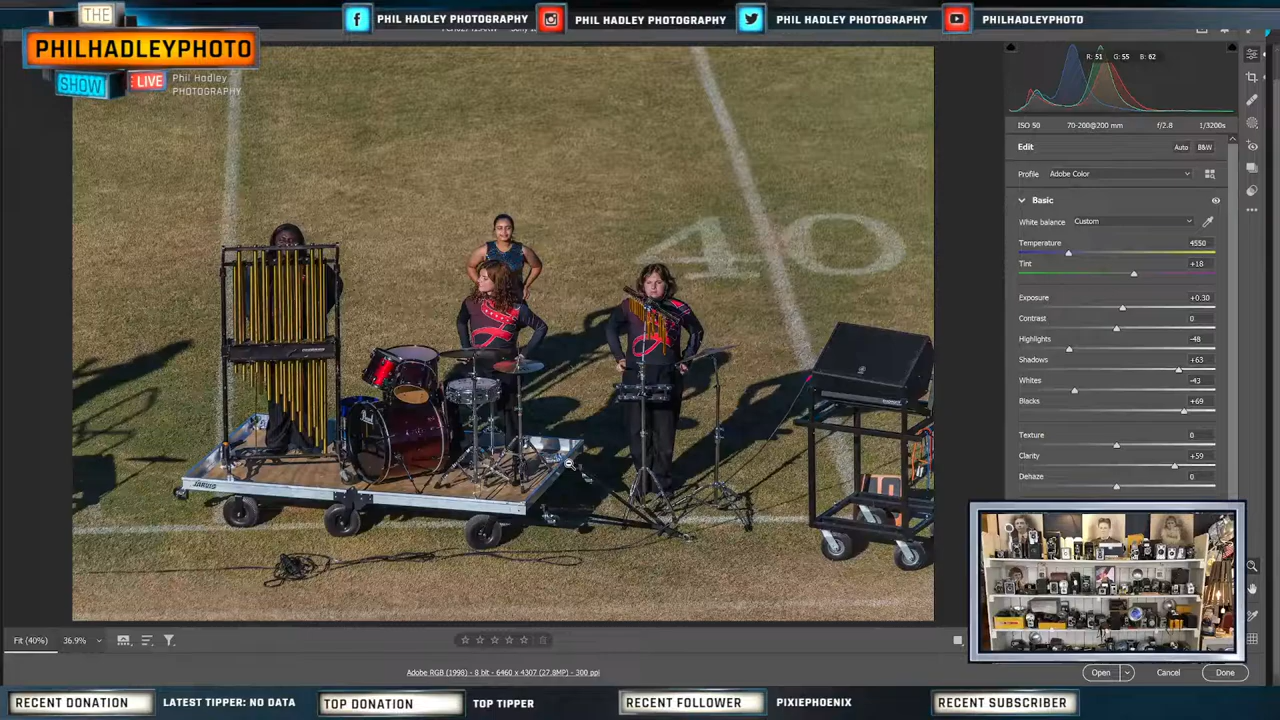 PHIL HADLEY PHOTOGRAPHY
PHIL HADLEY PHOTOGRAPHY
PHIL HADLEY PHOTOGRAPHY
PHILHADLEYPHOTO
THE
PHILHADLEYPHOTO
SHOW
LIVE
Phil Hadley
PHOTOGRAPHY
R: 51 G: 55 B: 62
ISO 50 70-200@200 mm f/2.8 1/3200s
Edit Auto B&W
Profile Adobe Color
Basic
White balance Custom
Temperature 4550
Tint +18
Exposure +0.30
Contrast 0
Highlights -48
Shadows +63
Whites -43
Blacks +69
Texture 0
Clarity +59
Dehaze 0
40
JARVIS
Fit (40%) 36.9%
Adobe RGB (1998) - 8 bit - 6460 x 4307 (27.8MP) - 300 ppi
Open Cancel Done
RECENT DONATION LATEST TIPPER: NO DATA TOP DONATION TOP TIPPER RECENT FOLLOWER PIXIEPHOENIX RECENT SUBSCRIBER